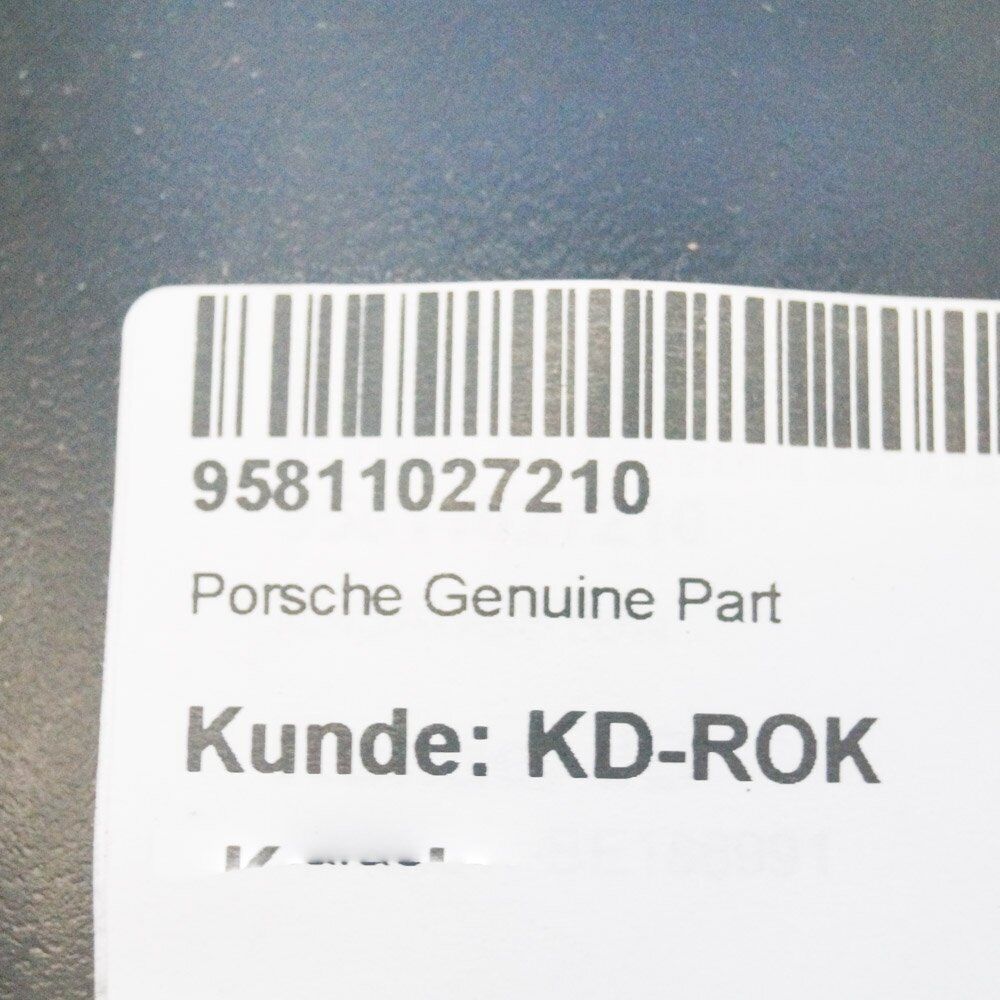 95811027210
Porsche Genuine Part
Kunde: KD-ROK